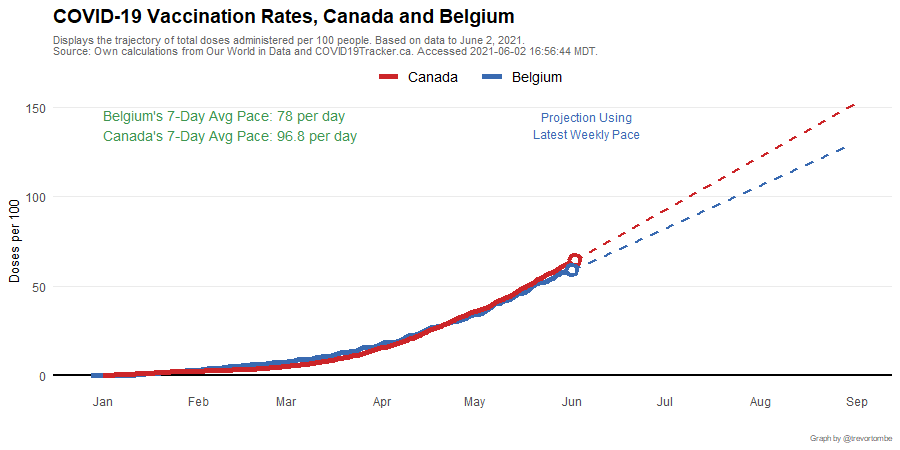 COVID-19 Vaccination Rates, Canada and Belgium
Displays the trajectory of total doses administered per 100 people. Based on data to June 2, 2021.
Source: Own calculations from Our World in Data and COVID19Tracker.ca. Accessed 2021-06-02 16:56:44 MDT.
Canada Belgium
Belgium's 7-Day Avg Pace: 78 per day
Canada's 7-Day Avg Pace: 96.8 per day
Projection Using
Latest Weekly Pace
Doses per 100
150
100
50
0
Jan Feb Mar Apr May Jun Jul Aug Sep
Graph by @trevortombe